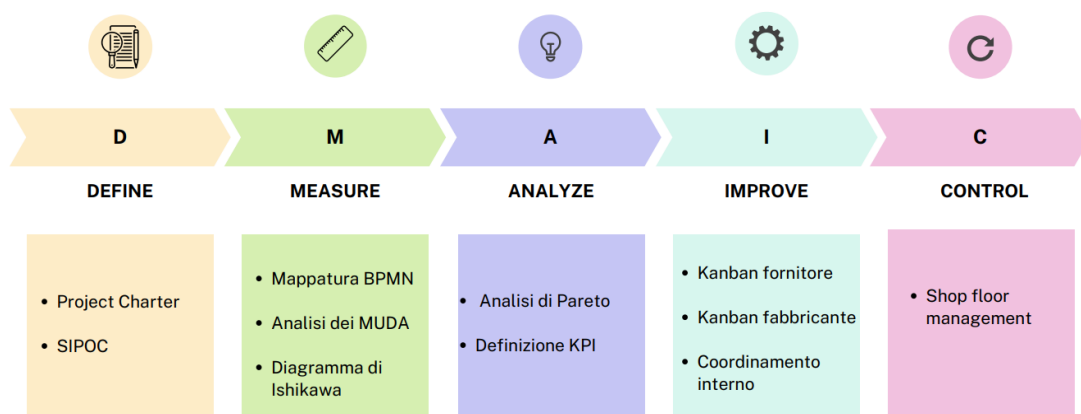 D
M
A
I
C
DEFINE
MEASURE
ANALYZE
IMPROVE
CONTROL
• Project Charter
• SIPOC
• Mappatura BPMN
• Analisi dei MUDA
• Diagramma di
Ishikawa
• Analisi di Pareto
• Definizione KPI
• Kanban fornitore
• Kanban fabbricante
• Coordinamento
interno
• Shop floor
management